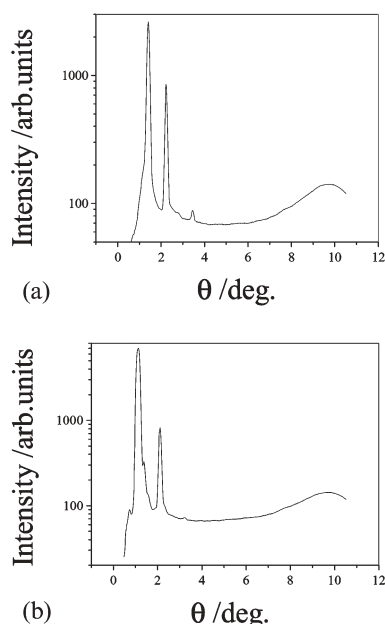 Intensity /arb.units
1000
100
0 2 4 6 8 10 12
(a) θ /deg.
Intensity /arb.units
1000
100
0 2 4 6 8 10 12
(b) θ /deg.